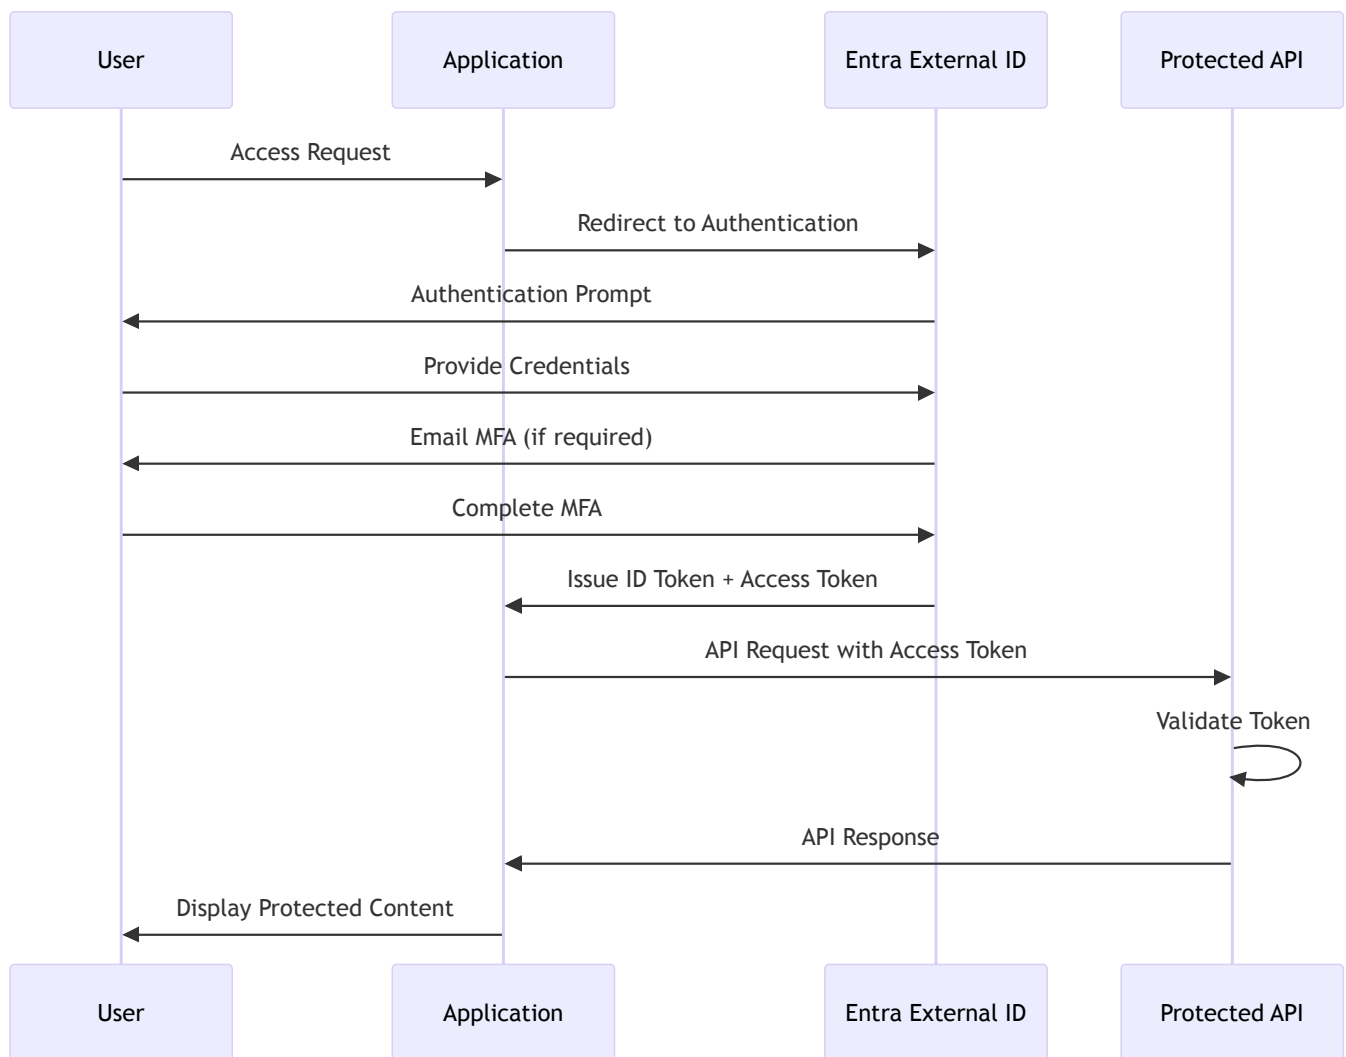 User
Application
Entra External ID
Protected API
Access Request
Redirect to Authentication
Authentication Prompt
Provide Credentials
Email MFA (if required)
Complete MFA
Issue ID Token + Access Token
API Request with Access Token
Validate Token
API Response
Display Protected Content
User
Application
Entra External ID
Protected API